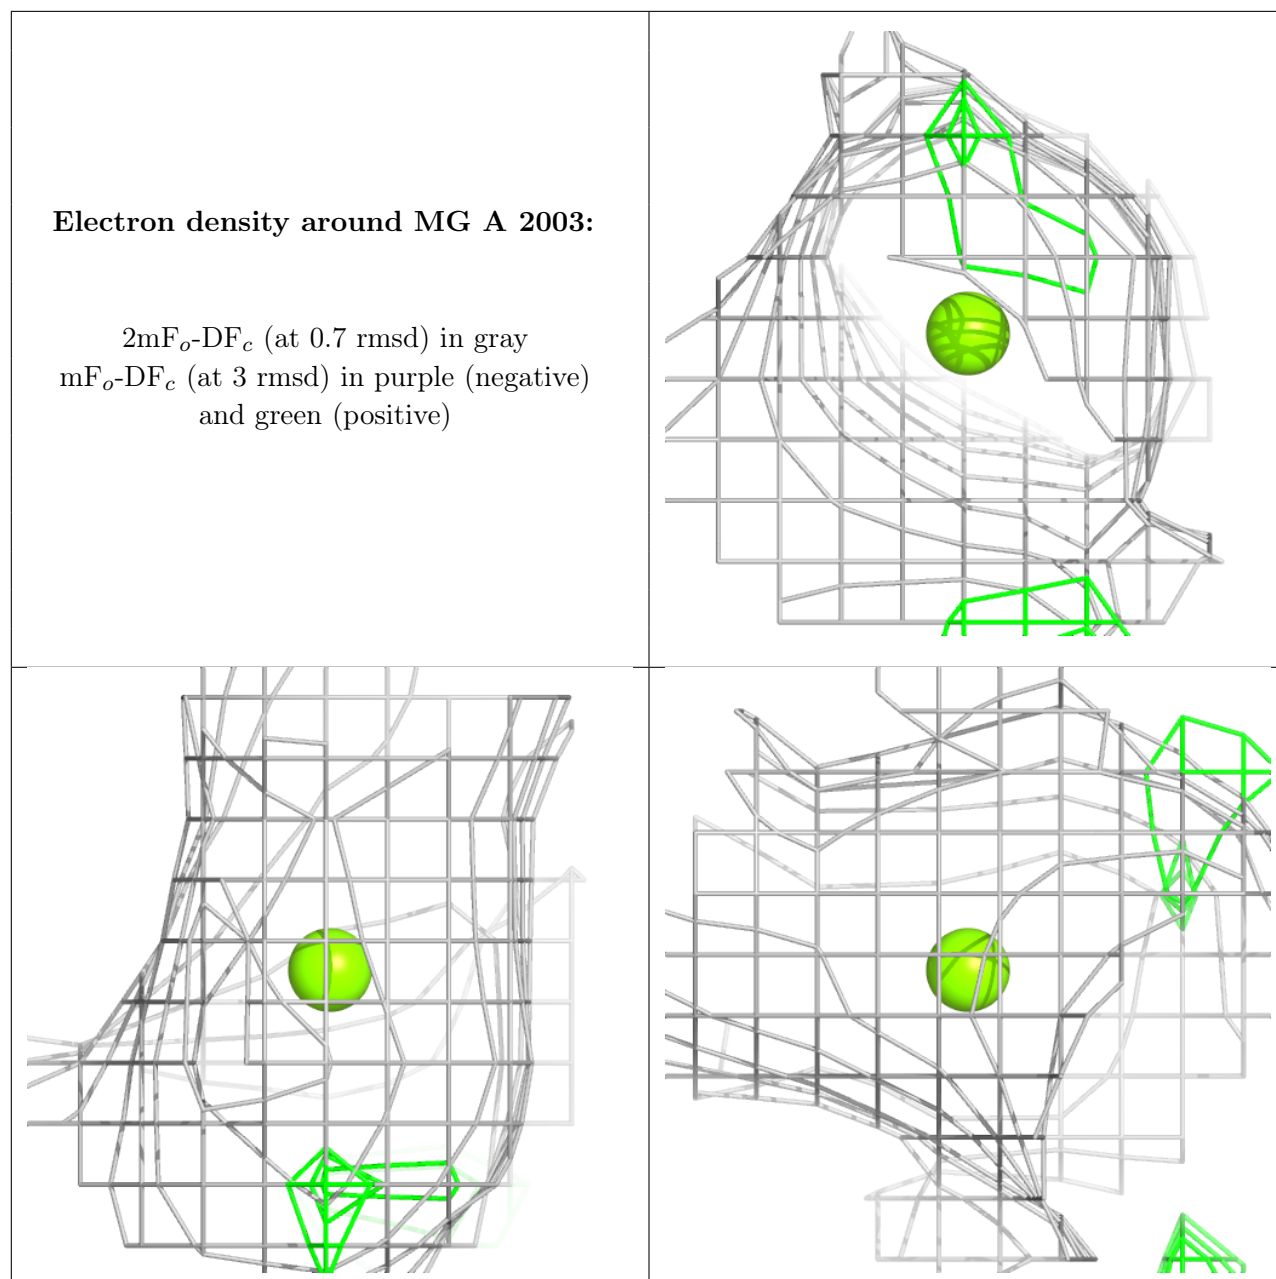 Electron density around MG A 2003:
2mFo-DFc (at 0.7 rmsd) in gray
mFo-DFc (at 3 rmsd) in purple (negative)
and green (positive)